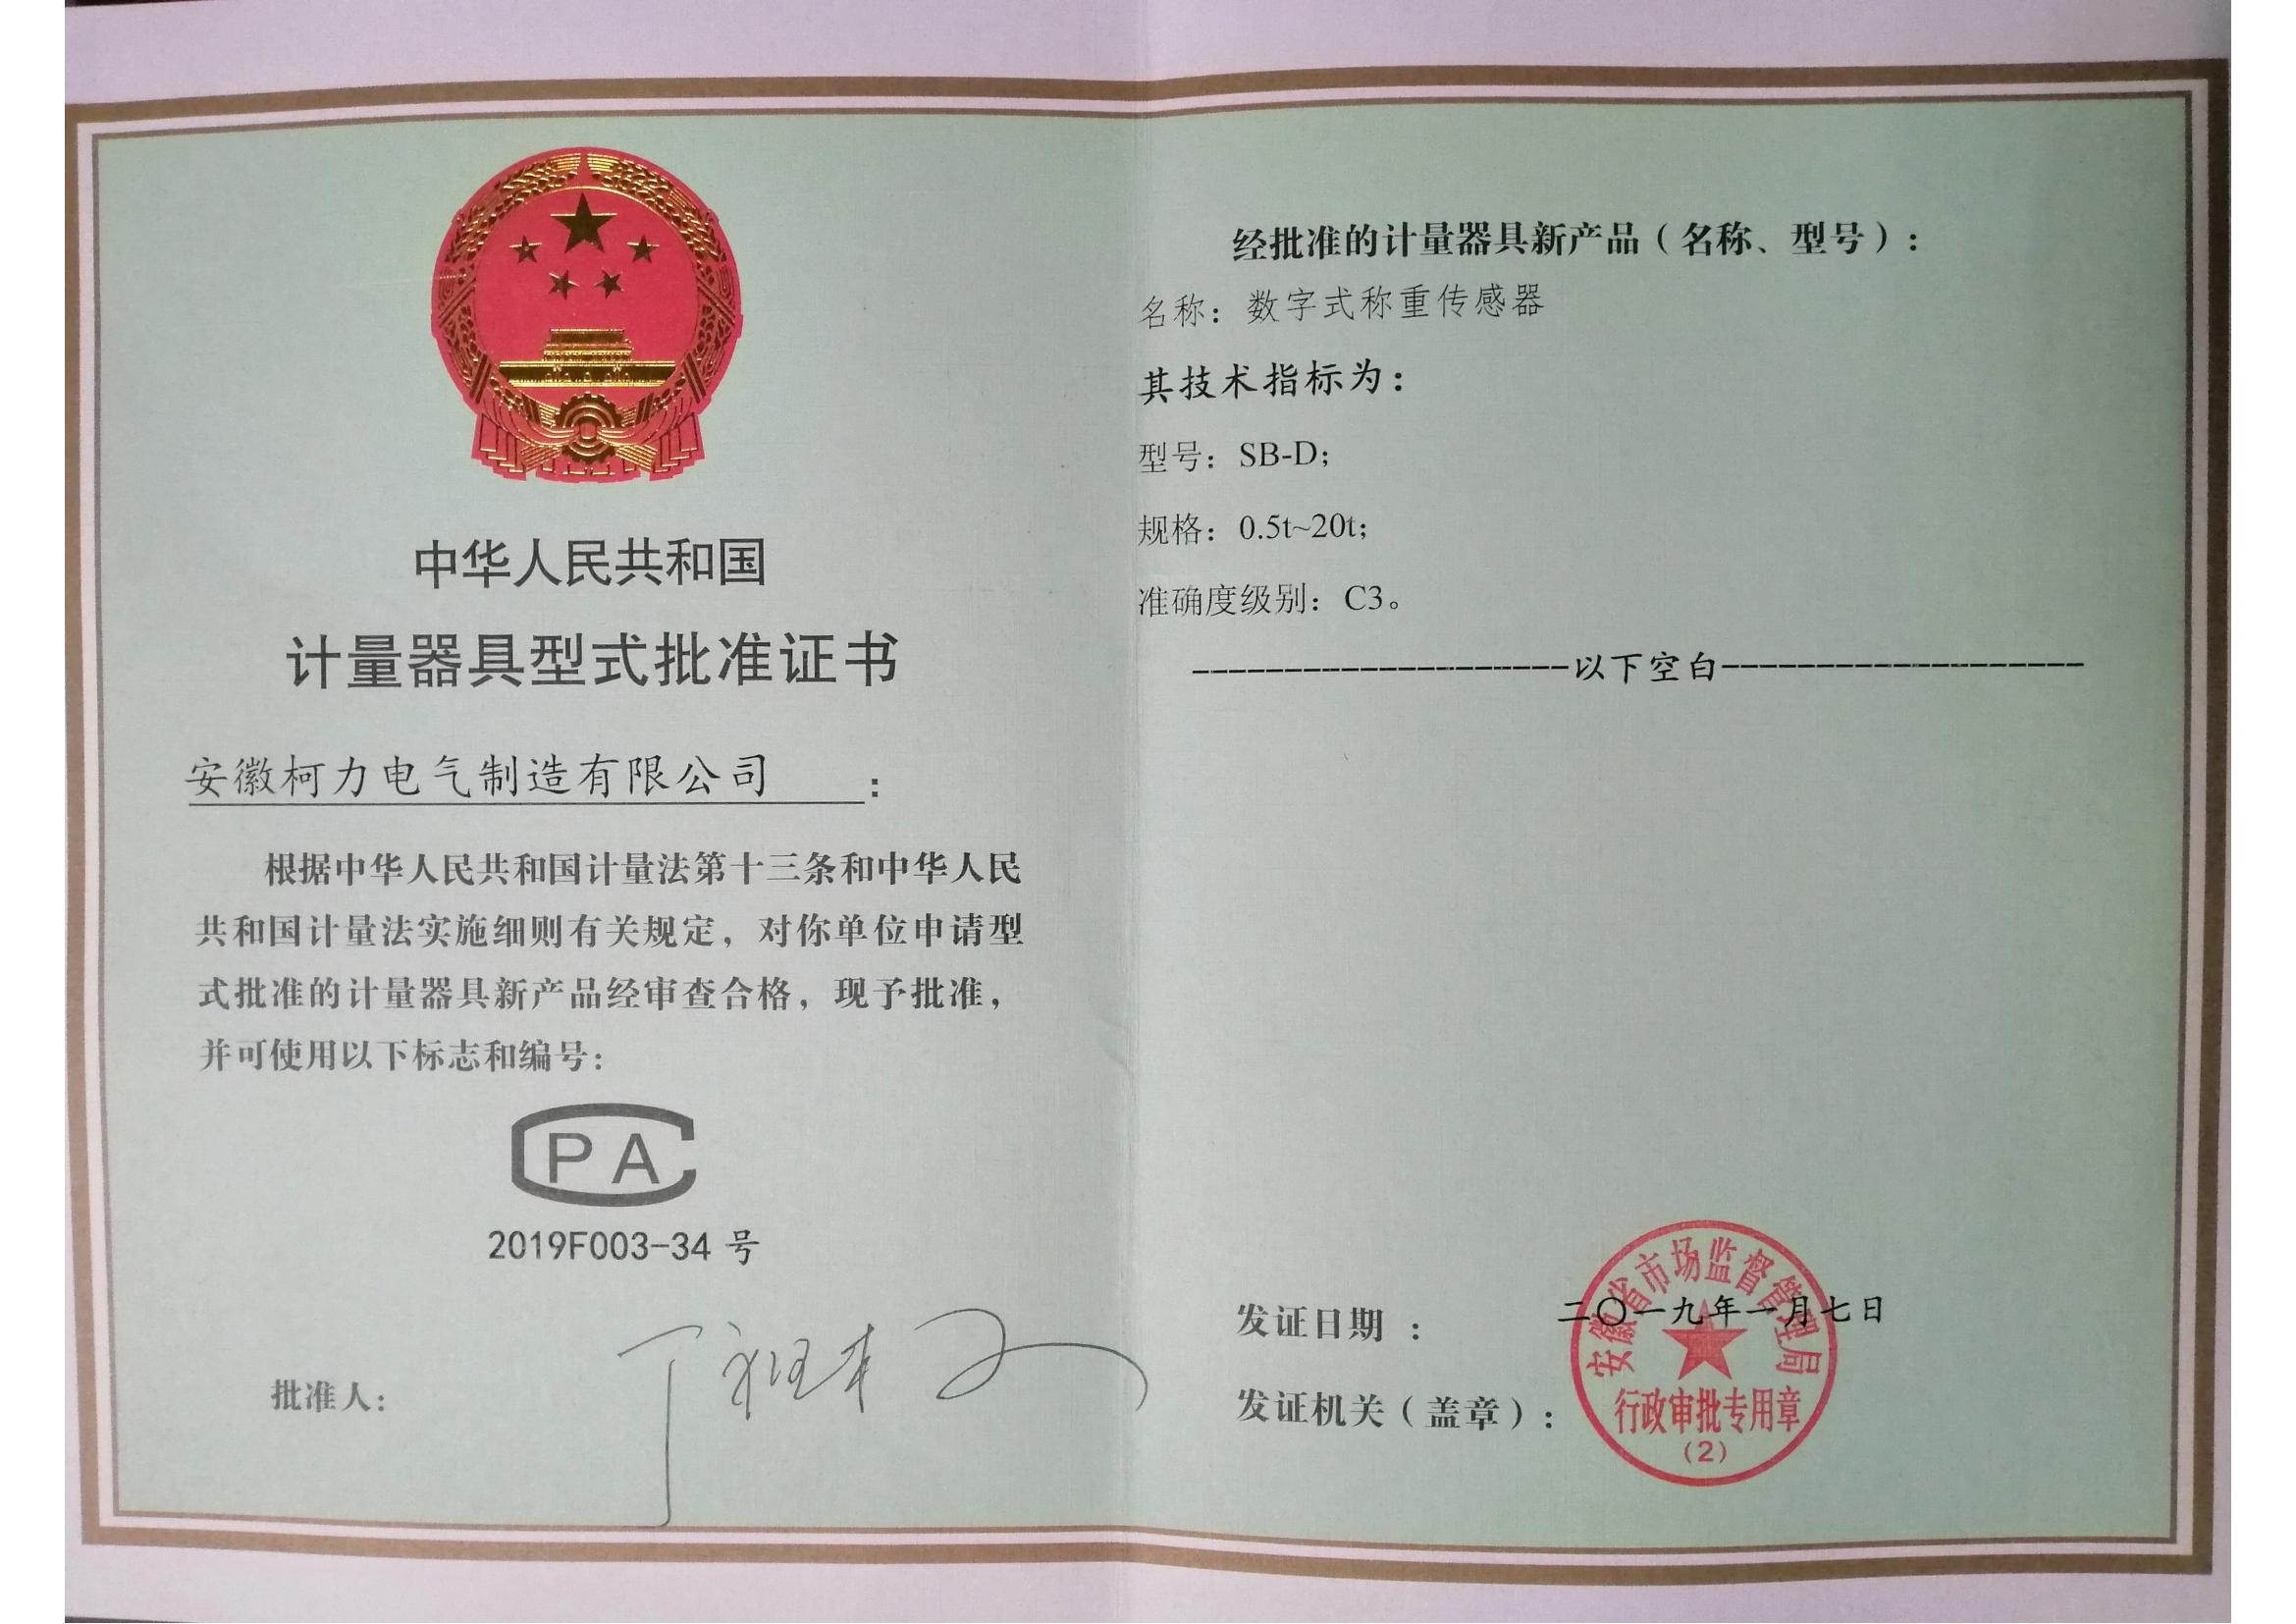 中华人民共和国
计量器具型式批准证书
安徽柯力电气制造有限公司：
根据中华人民共和国计量法第十三条和中华人民
共和国计量法实施细则有关规定，对你单位申请型
式批准的计量器具新产品经审查合格，现予批准，
并可使用以下标志和编号：
CPA
2019F003-34 号
批准人：
经批准的计量器具新产品（名称、型号）：
名称：数字式称重传感器
其技术指标为：
型号：SB-D；
规格：0.5t~20t；
准确度级别：C3。
--------------------以下空白--------------------
发证日期：二〇一九年一月七日
发证机关（盖章）：
安徽省市场监督管理局
行政审批专用章
（2）